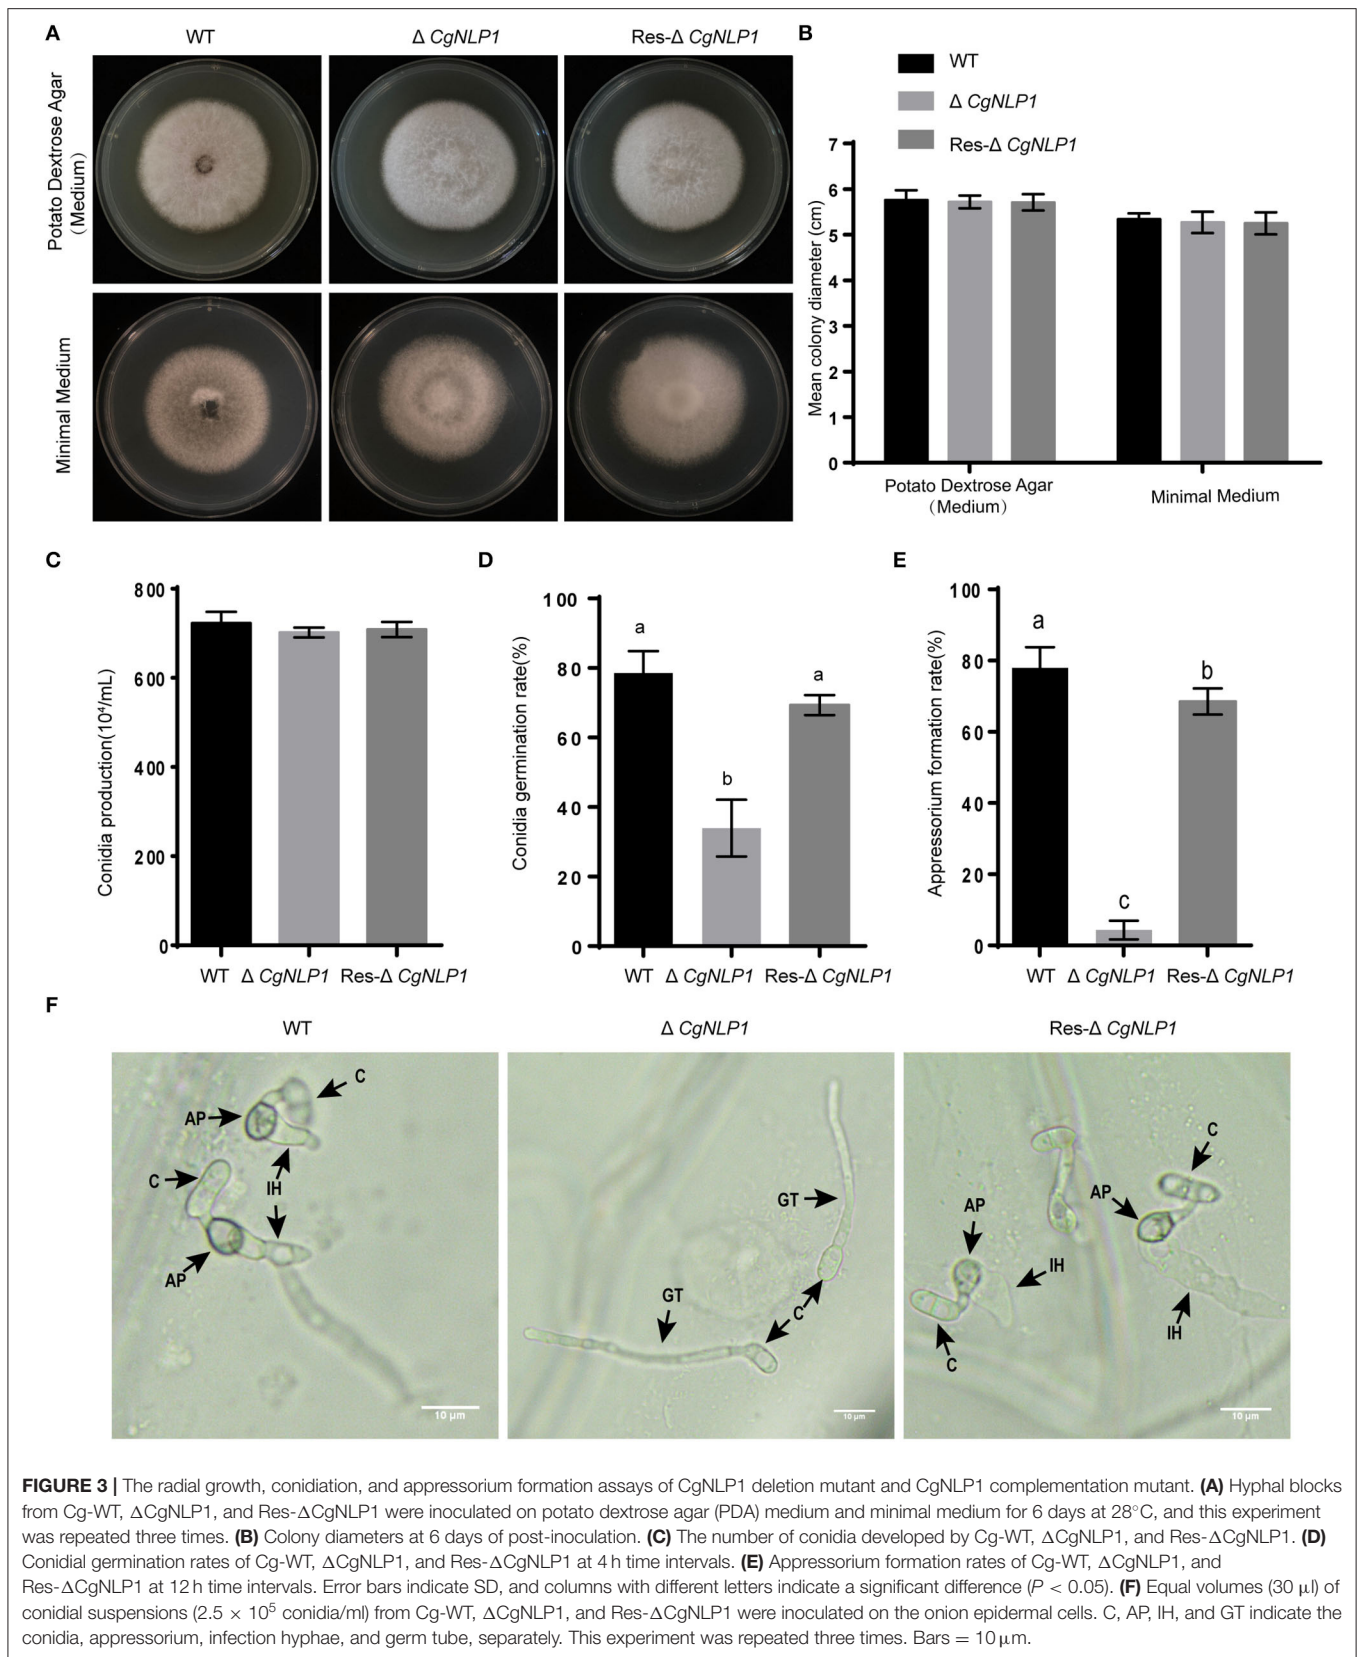 A
WT
Δ CgNLP1
Res-Δ CgNLP1
Potato Dextrose Agar
（Medium）
Minimal Medium
B
WT
Δ CgNLP1
Res-Δ CgNLP1
Mean colony diameter (cm)
7
6
5
4
3
2
1
0
Potato Dextrose Agar
（Medium）
Minimal Medium
C
Conidia production(10⁴/mL)
800
600
400
200
0
WT Δ CgNLP1 Res-Δ CgNLP1
D
Conidia germination rate(%)
100
80
60
40
20
0
a
b
a
WT Δ CgNLP1 Res-Δ CgNLP1
E
Appressorium formation rate(%)
100
80
60
40
20
0
a
c
b
WT Δ CgNLP1 Res-Δ CgNLP1
F
WT
C
AP
C
IH
AP
10 μm
Δ CgNLP1
GT
GT
C
10 μm
Res-Δ CgNLP1
C
AP
AP
IH
IH
C
10 μm
FIGURE 3 | The radial growth, conidiation, and appressorium formation assays of CgNLP1 deletion mutant and CgNLP1 complementation mutant. (A) Hyphal blocks
from Cg-WT, ΔCgNLP1, and Res-ΔCgNLP1 were inoculated on potato dextrose agar (PDA) medium and minimal medium for 6 days at 28°C, and this experiment
was repeated three times. (B) Colony diameters at 6 days of post-inoculation. (C) The number of conidia developed by Cg-WT, ΔCgNLP1, and Res-ΔCgNLP1. (D)
Conidial germination rates of Cg-WT, ΔCgNLP1, and Res-ΔCgNLP1 at 4 h time intervals. (E) Appressorium formation rates of Cg-WT, ΔCgNLP1, and
Res-ΔCgNLP1 at 12 h time intervals. Error bars indicate SD, and columns with different letters indicate a significant difference (P < 0.05). (F) Equal volumes (30 μl) of
conidial suspensions (2.5 × 10⁵ conidia/ml) from Cg-WT, ΔCgNLP1, and Res-ΔCgNLP1 were inoculated on the onion epidermal cells. C, AP, IH, and GT indicate the
conidia, appressorium, infection hyphae, and germ tube, separately. This experiment was repeated three times. Bars = 10 μm.